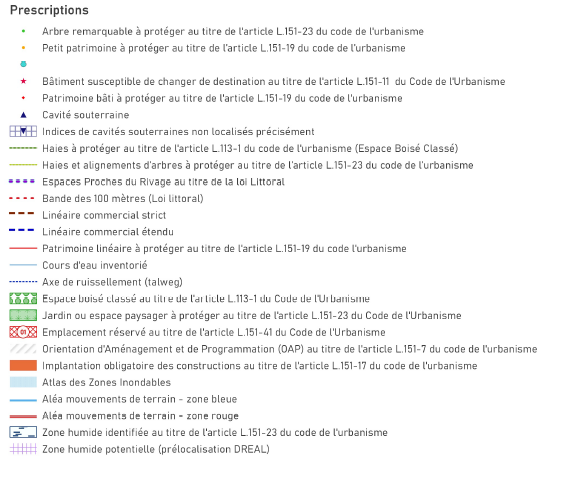 Prescriptions
Arbre remarquable à protéger au titre de l'article L.151-23 du code de l'urbanisme
Petit patrimoine à protéger au titre de l'article L.151-19 du code de l'urbanisme
Bâtiment susceptible de changer de destination au titre de l'article L.151-11 du Code de l'Urbanisme
Patrimoine bâti à protéger au titre de l'article L.151-19 du code de l'urbanisme
Cavité souterraine
Indices de cavités souterraines non localisés précisément
Haies à protéger au titre de l'article L.113-1 du code de l'urbanisme (Espace Boisé Classé)
Haies et alignements d'arbres à protéger au titre de l'article L.151-23 du code de l'urbanisme
Espaces Proches du Rivage au titre de la loi Littoral
Bande des 100 mètres (Loi littoral)
Linéaire commercial strict
Linéaire commercial étendu
Patrimoine linéaire à protéger au titre de l'article L.151-19 du code de l'urbanisme
Cours d'eau inventorié
Axe de ruissellement (talweg)
Espace boisé classé au titre de l'article L.113-1 du Code de l'Urbanisme
Jardin ou espace paysager à protéger au titre de l'article L.151-23 du Code de l'Urbanisme
01 Emplacement réservé au titre de l'article L.151-41 du Code de l'Urbanisme
Orientation d'Aménagement et de Programmation (OAP) au titre de l'article L.151-7 du code de l'urbanisme
Implantation obligatoire des constructions au titre de l'article L.151-17 du code de l'urbanisme
Atlas des Zones Inondables
Aléa mouvements de terrain - zone bleue
Aléa mouvements de terrain - zone rouge
Zone humide identifiée au titre de l'article L.151-23 du code de l'urbanisme
Zone humide potentielle (prélocalisation DREAL)